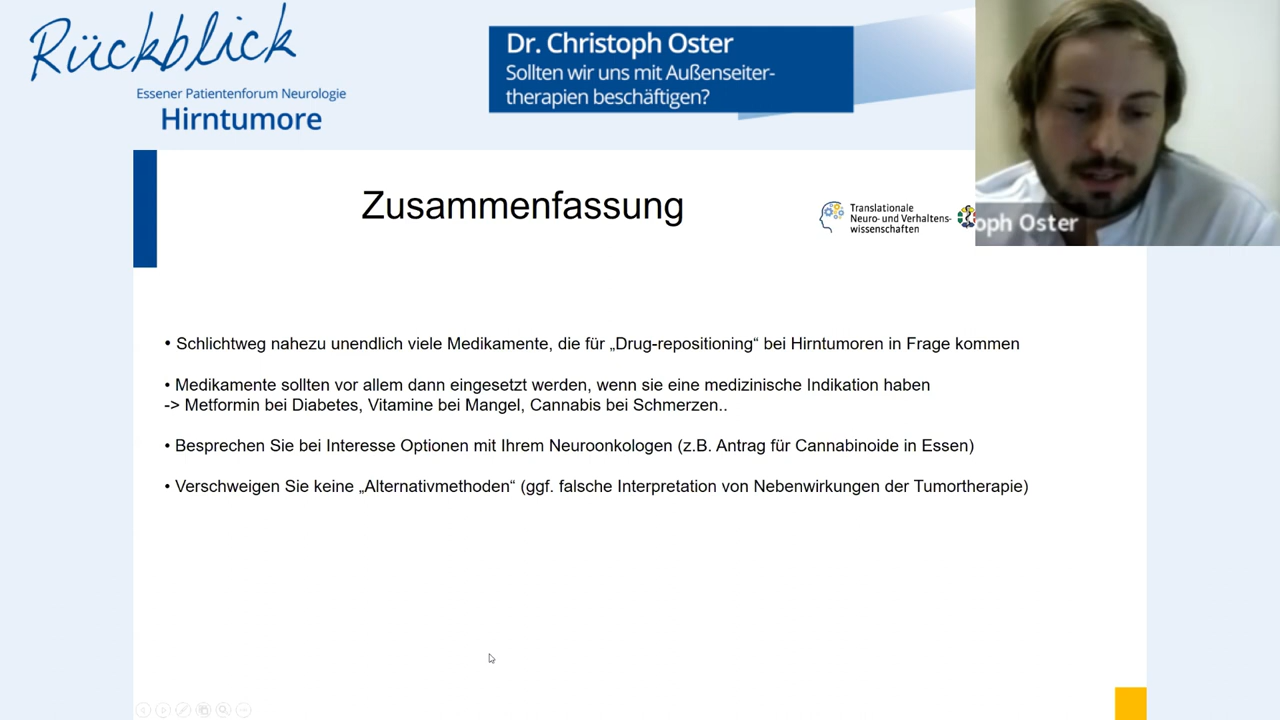 Rückblick
Essener Patientenforum Neurologie
Hirntumore
Dr. Christoph Oster
Sollten wir uns mit Außenseiter-
therapien beschäftigen?
Zusammenfassung
Translationale
Neuro- und Verhaltens-
wissenschaften
oph Oster
• Schlichtweg nahezu unendlich viele Medikamente, die für „Drug-repositioning“ bei Hirntumoren in Frage kommen
• Medikamente sollten vor allem dann eingesetzt werden, wenn sie eine medizinische Indikation haben
-> Metformin bei Diabetes, Vitamine bei Mangel, Cannabis bei Schmerzen..
• Besprechen Sie bei Interesse Optionen mit Ihrem Neuroonkologen (z.B. Antrag für Cannabinoide in Essen)
• Verschweigen Sie keine „Alternativmethoden“ (ggf. falsche Interpretation von Nebenwirkungen der Tumortherapie)